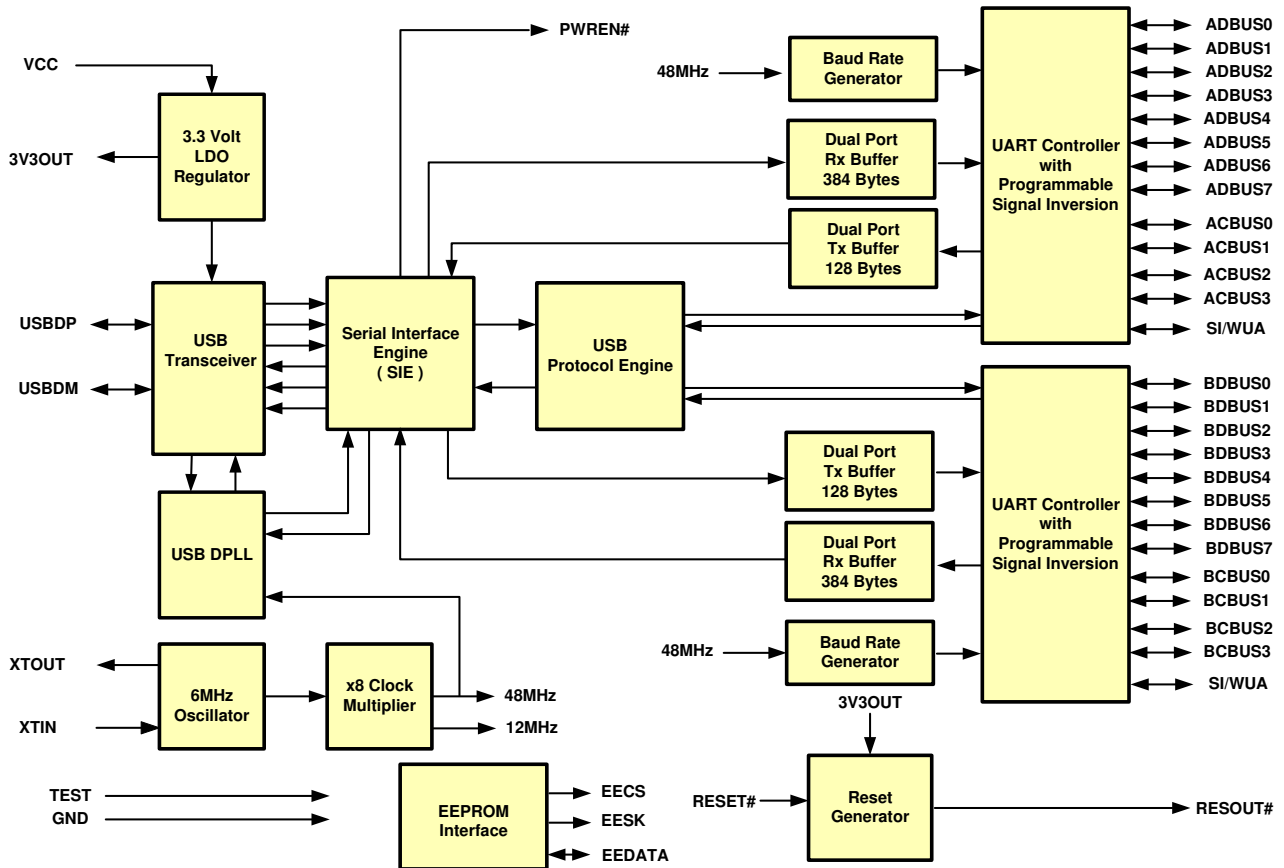 PWREN#
VCC
3.3 Volt
LDO
Regulator
3V3OUT
48MHz
Baud Rate
Generator
Dual Port
Rx Buffer
384 Bytes
Dual Port
Tx Buffer
128 Bytes
UART Controller
with
Programmable
Signal Inversion
ADBUS0
ADBUS1
ADBUS2
ADBUS3
ADBUS4
ADBUS5
ADBUS6
ADBUS7
ACBUS0
ACBUS1
ACBUS2
ACBUS3
SI/WUA
USBDP
USBDM
USB
Transceiver
Serial Interface
Engine
( SIE )
USB
Protocol Engine
USB DPLL
Dual Port
Tx Buffer
128 Bytes
Dual Port
Rx Buffer
384 Bytes
48MHz
Baud Rate
Generator
UART Controller
with
Programmable
Signal Inversion
BDBUS0
BDBUS1
BDBUS2
BDBUS3
BDBUS4
BDBUS5
BDBUS6
BDBUS7
BCBUS0
BCBUS1
BCBUS2
BCBUS3
SI/WUA
XTOUT
XTIN
6MHz
Oscillator
x8 Clock
Multiplier
48MHz
12MHz
TEST
GND
EEPROM
Interface
EECS
EESK
EEDATA
3V3OUT
RESET#
Reset
Generator
RESOUT#